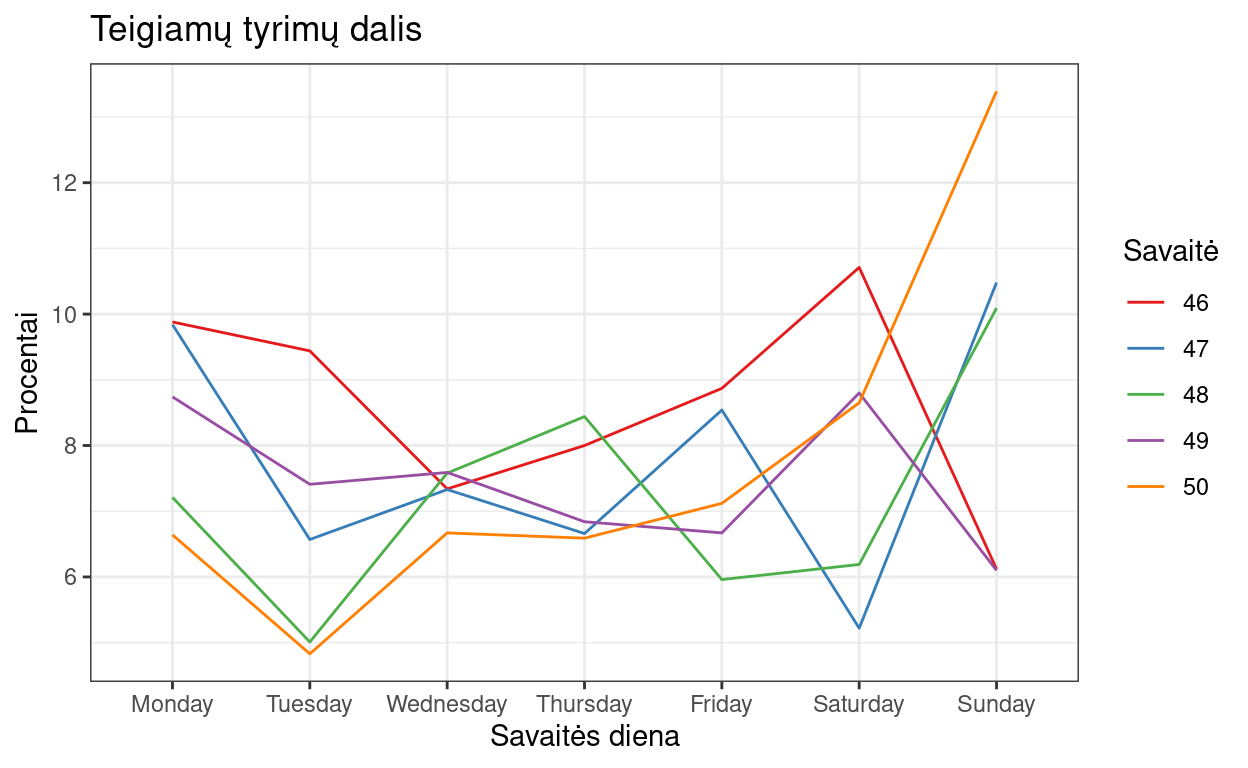 Teigiamų tyrimų dalis
Procentai
12
10
8
6
Monday Tuesday Wednesday Thursday Friday Saturday Sunday
Savaitės diena
Savaitė
46
47
48
49
50